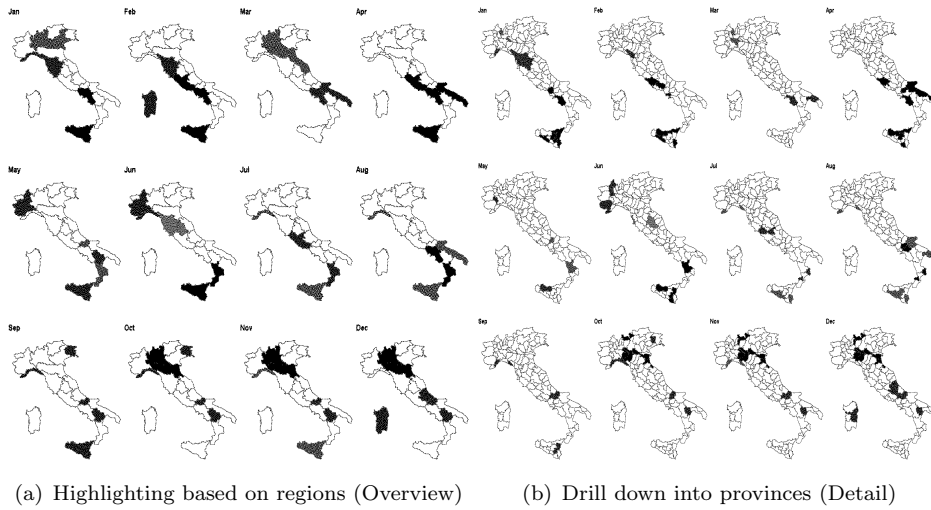 Jan Feb Mar Apr Jan Feb Mar Apr
May Jun Jul Aug May Jun Jul Aug
Sep Oct Nov Dec Sep Oct Nov Dec
(a) Highlighting based on regions (Overview) (b) Drill down into provinces (Detail)